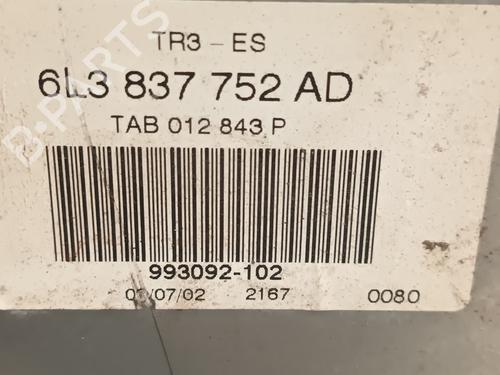 TR3 - ES
6L3 837 752 AD
TAB 012 843 P
993092-102
/07/02 2167 0080
B-PARTS